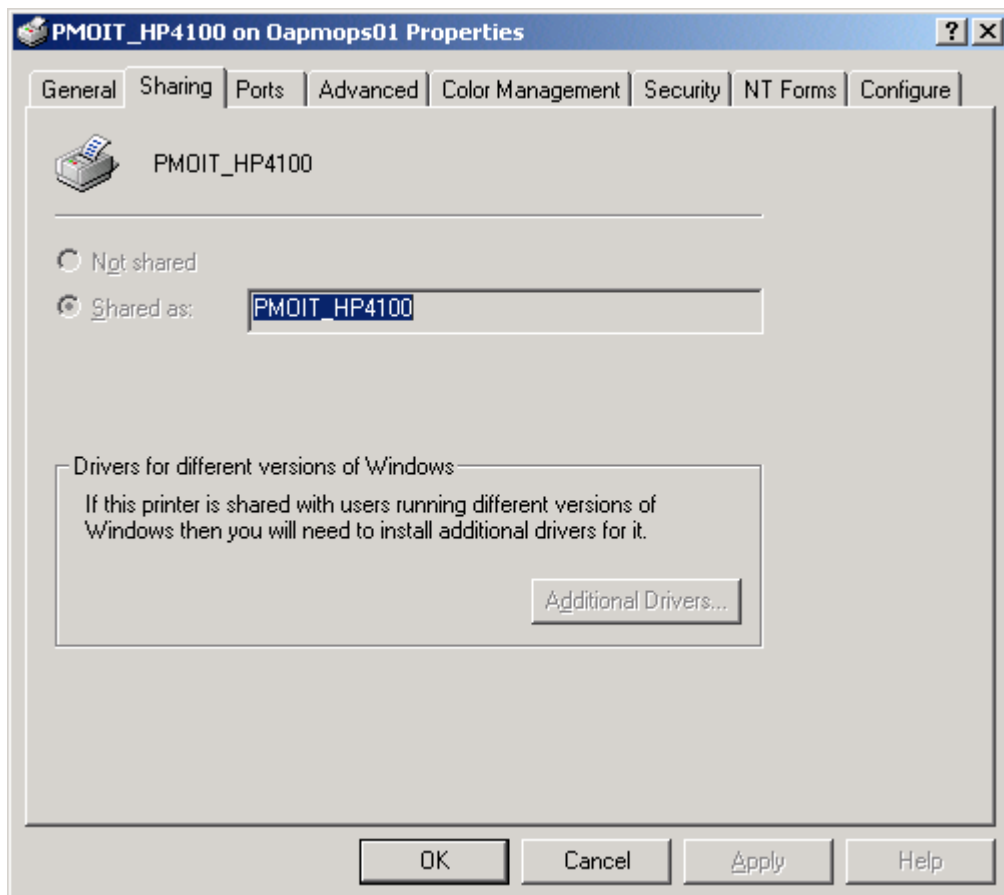 PMOIT_HP4100 on Oapmops01 Properties
General Sharing Ports Advanced Color Management Security NT Forms Configure
PMOIT_HP4100
Not shared
Shared as: PMOIT_HP4100
Drivers for different versions of Windows
If this printer is shared with users running different versions of
Windows then you will need to install additional drivers for it.
Additional Drivers...
OK Cancel Apply Help